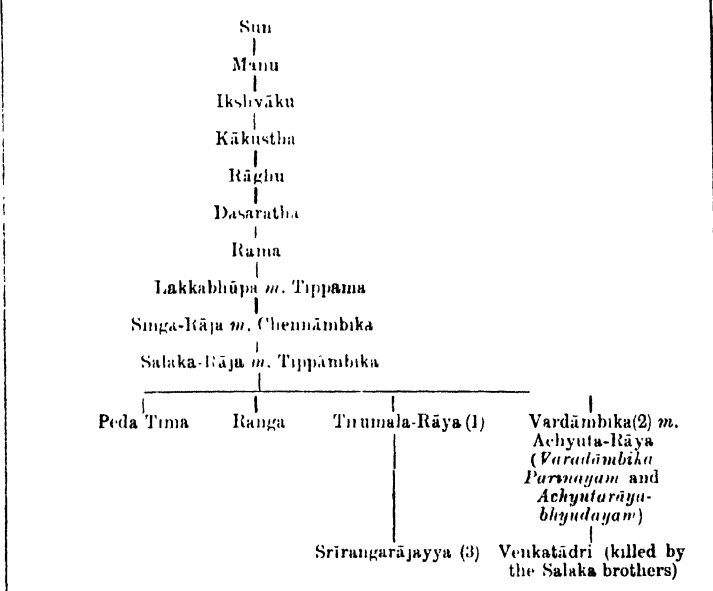 Sun
Manu
Ikshvāku
Kākustha
Rāghu
Dasaratha
Rama
Lakkabhūpa m. Tippama
Singa-Rāja m. Chennāmbika
Salaka-Rāja m. Tippāmbika
Peda Tima Ranga Tirumala-Rāya (1) Vardāmbika(2) m.
Achyuta-Rāya
(Varadāmbika
Parinayam and
Achyutarāya-
bhyudayam)
Srīrangarājayya (3) Venkatādri (killed by
the Salaka brothers)